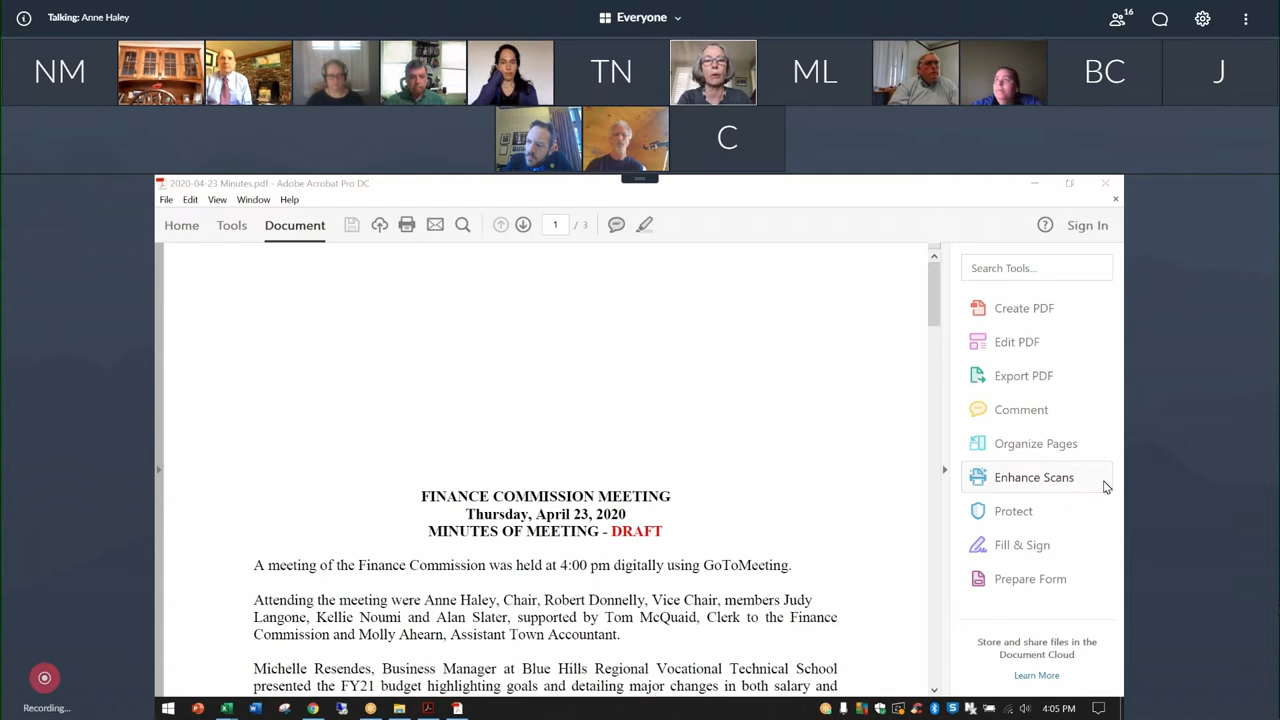 Talking: Anne Haley
Everyone
16
NM
TN
ML
BC
J
C
2020-04-23 Minutes.pdf - Adobe Acrobat Pro DC
File Edit View Window Help
Home Tools Document 1 / 3 Sign In
Search Tools...
Create PDF
Edit PDF
Export PDF
Comment
Organize Pages
Enhance Scans
Protect
Fill & Sign
Prepare Form
Store and share files in the
Document Cloud
Learn More
FINANCE COMMISSION MEETING
Thursday, April 23, 2020
MINUTES OF MEETING - DRAFT
A meeting of the Finance Commission was held at 4:00 pm digitally using GoToMeeting.
Attending the meeting were Anne Haley, Chair, Robert Donnelly, Vice Chair, members Judy
Langone, Kellie Noumi and Alan Slater, supported by Tom McQuaid, Clerk to the Finance
Commission and Molly Ahearn, Assistant Town Accountant.
Michelle Resendes, Business Manager at Blue Hills Regional Vocational Technical School
presented the FY21 budget highlighting goals and detailing major changes in both salary and
Recording...
4:05 PM